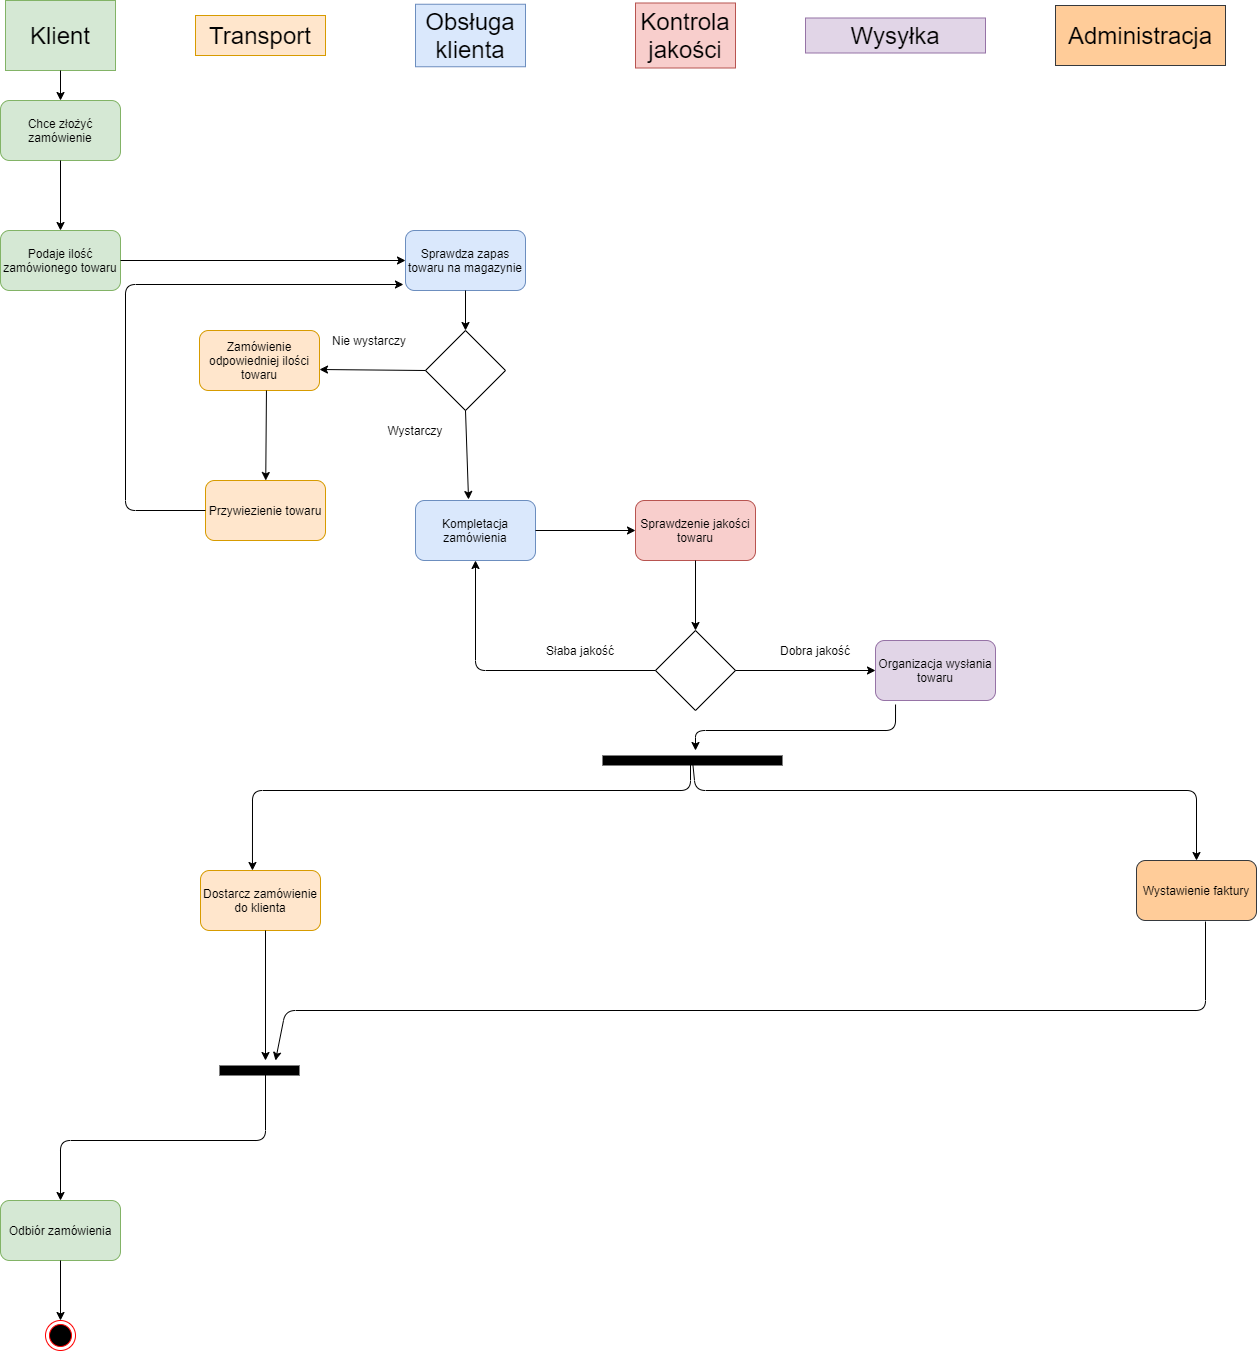 Klient
Transport
Obsługa
klienta
Kontrola
jakości
Wysyłka
Administracja
Chce złożyć
zamówienie
Podaje ilość
zamówionego towaru
Sprawdza zapas
towaru na magazynie
Zamówienie
odpowiedniej ilości
towaru
Nie wystarczy
Wystarczy
Przywiezienie towaru
Kompletacja
zamówienia
Sprawdzenie jakości
towaru
Słaba jakość
Dobra jakość
Organizacja wysłania
towaru
Dostarcz zamówienie
do klienta
Wystawienie faktury
Odbiór zamówienia